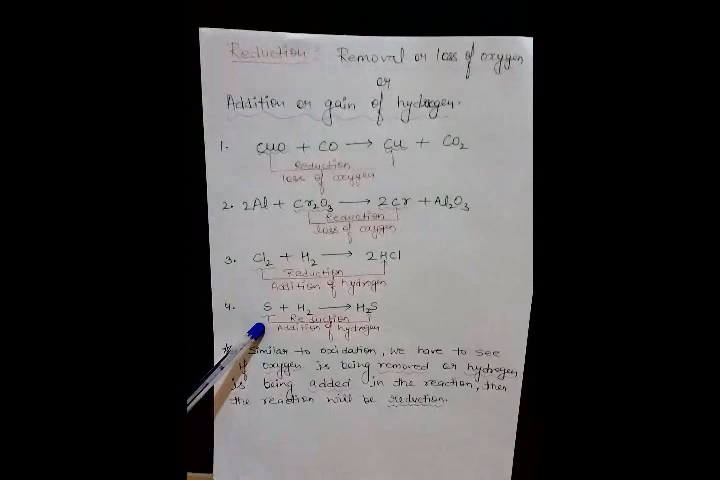 Reduction: Removal or loss of oxygen
or
Addition or gain of hydrogen.
1. CuO + CO → Cu + CO₂
Reduction
loss of oxygen
2. 2Al + Cr₂O₃ → 2Cr + Al₂O₃
Reduction
loss of oxygen
3. Cl₂ + H₂ → 2HCl
Reduction
Addition of hydrogen
4. S + H₂ → H₂S
Reduction
Addition of hydrogen
* Similar to oxidation, we have to see
if oxygen is being removed or hydrogen
is being added in the reaction, then
the reaction will be reduction.